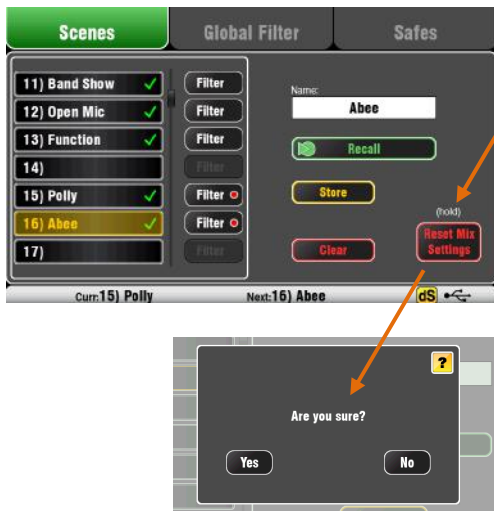 Scenes
Global Filter
Safes
11) Band Show
Filter
12) Open Mic
Filter
13) Function
Filter
14)
Filter
15) Polly
Filter
16) Abee
Filter
17)
Filter
Name:
Abee
Recall
Store
Clear
(hold)
Reset Mix
Settings
Curr:15) Polly
Next:16) Abee
dS
?
Are you sure?
Yes
No